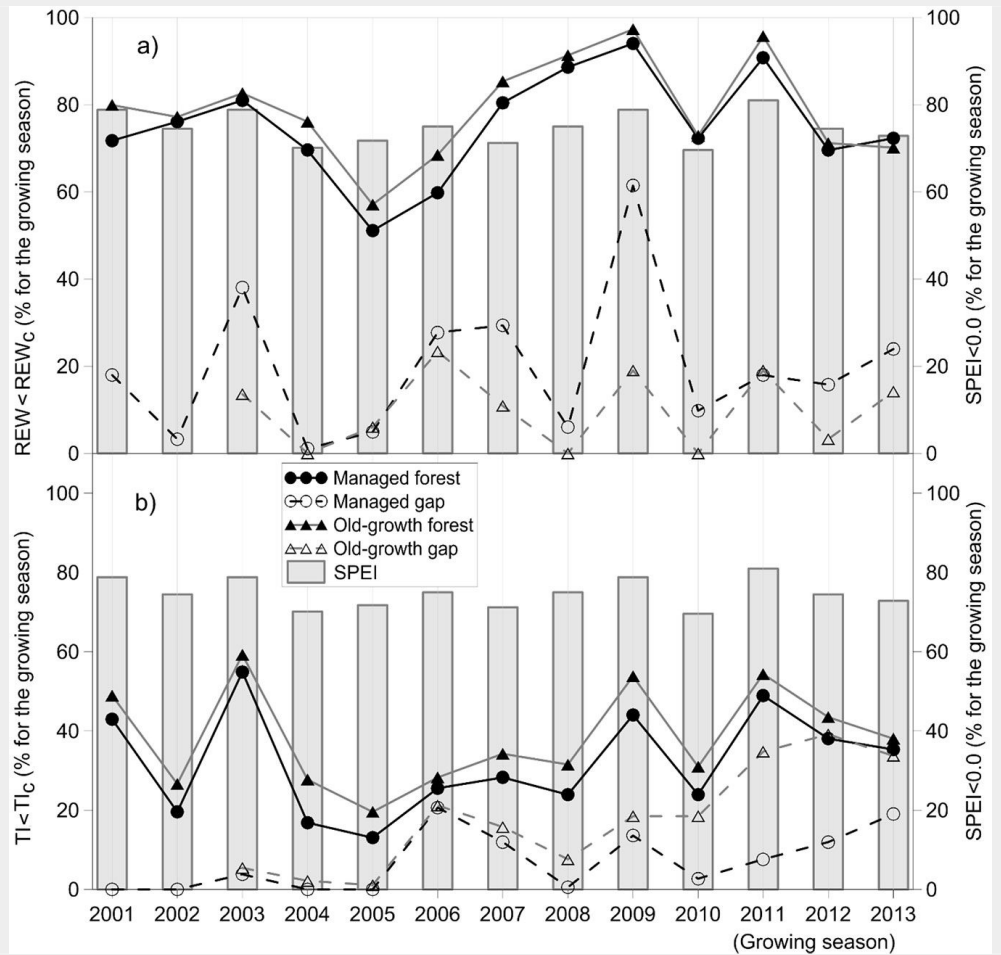 a)
100
80
60
40
20
0
REW<REWC (% for the growing season)
100
80
60
40
20
0
SPEI<0.0 (% for the growing season)
Managed forest
Managed gap
Old-growth forest
Old-growth gap
SPEI
b)
100
80
60
40
20
0
TI<TIC (% for the growing season)
100
80
60
40
20
0
SPEI<0.0 (% for the growing season)
2001 2002 2003 2004 2005 2006 2007 2008 2009 2010 2011 2012 2013
(Growing season)